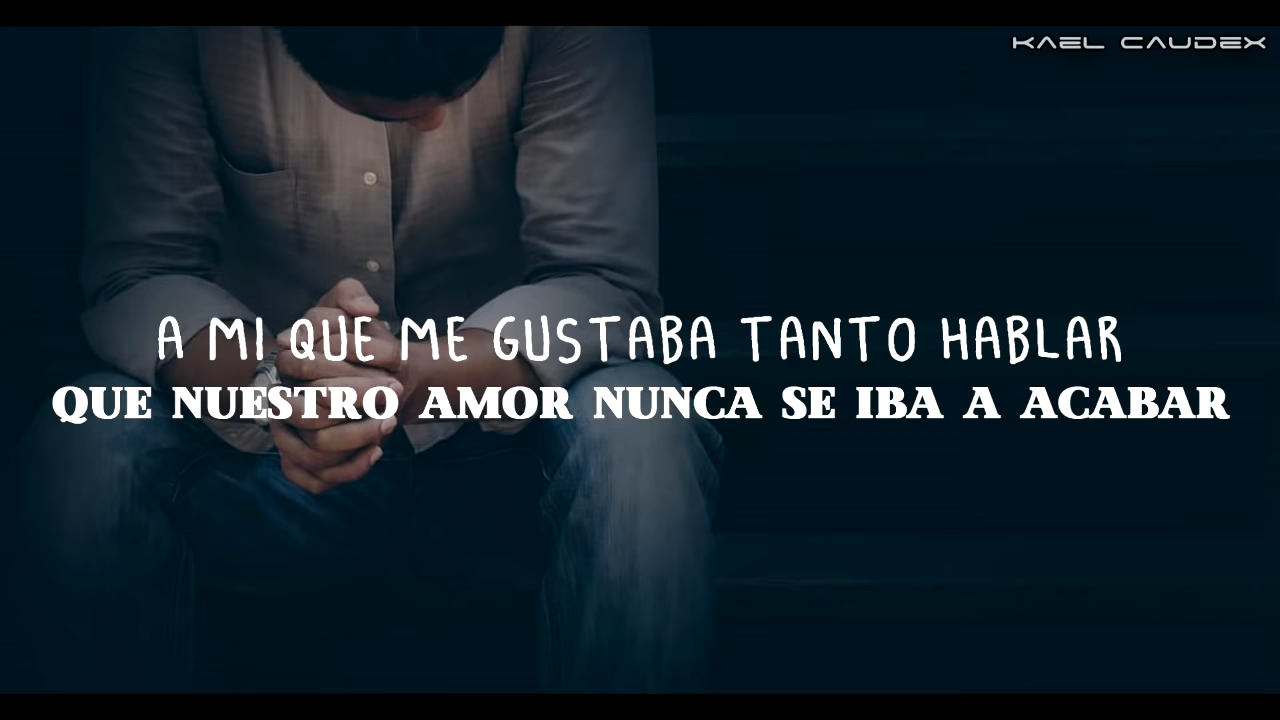 KAEL CAUDEX
A MI QUE ME GUSTABA TANTO HABLAR
QUE NUESTRO AMOR NUNCA SE IBA A ACABAR